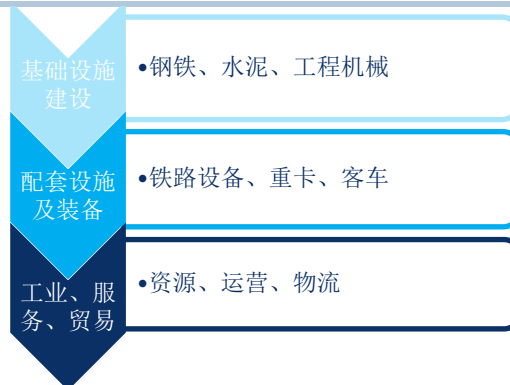 基础设施
建设
•钢铁、水泥、工程机械
配套设施
及装备
•铁路设备、重卡、客车
工业、服
务、贸易
•资源、运营、物流